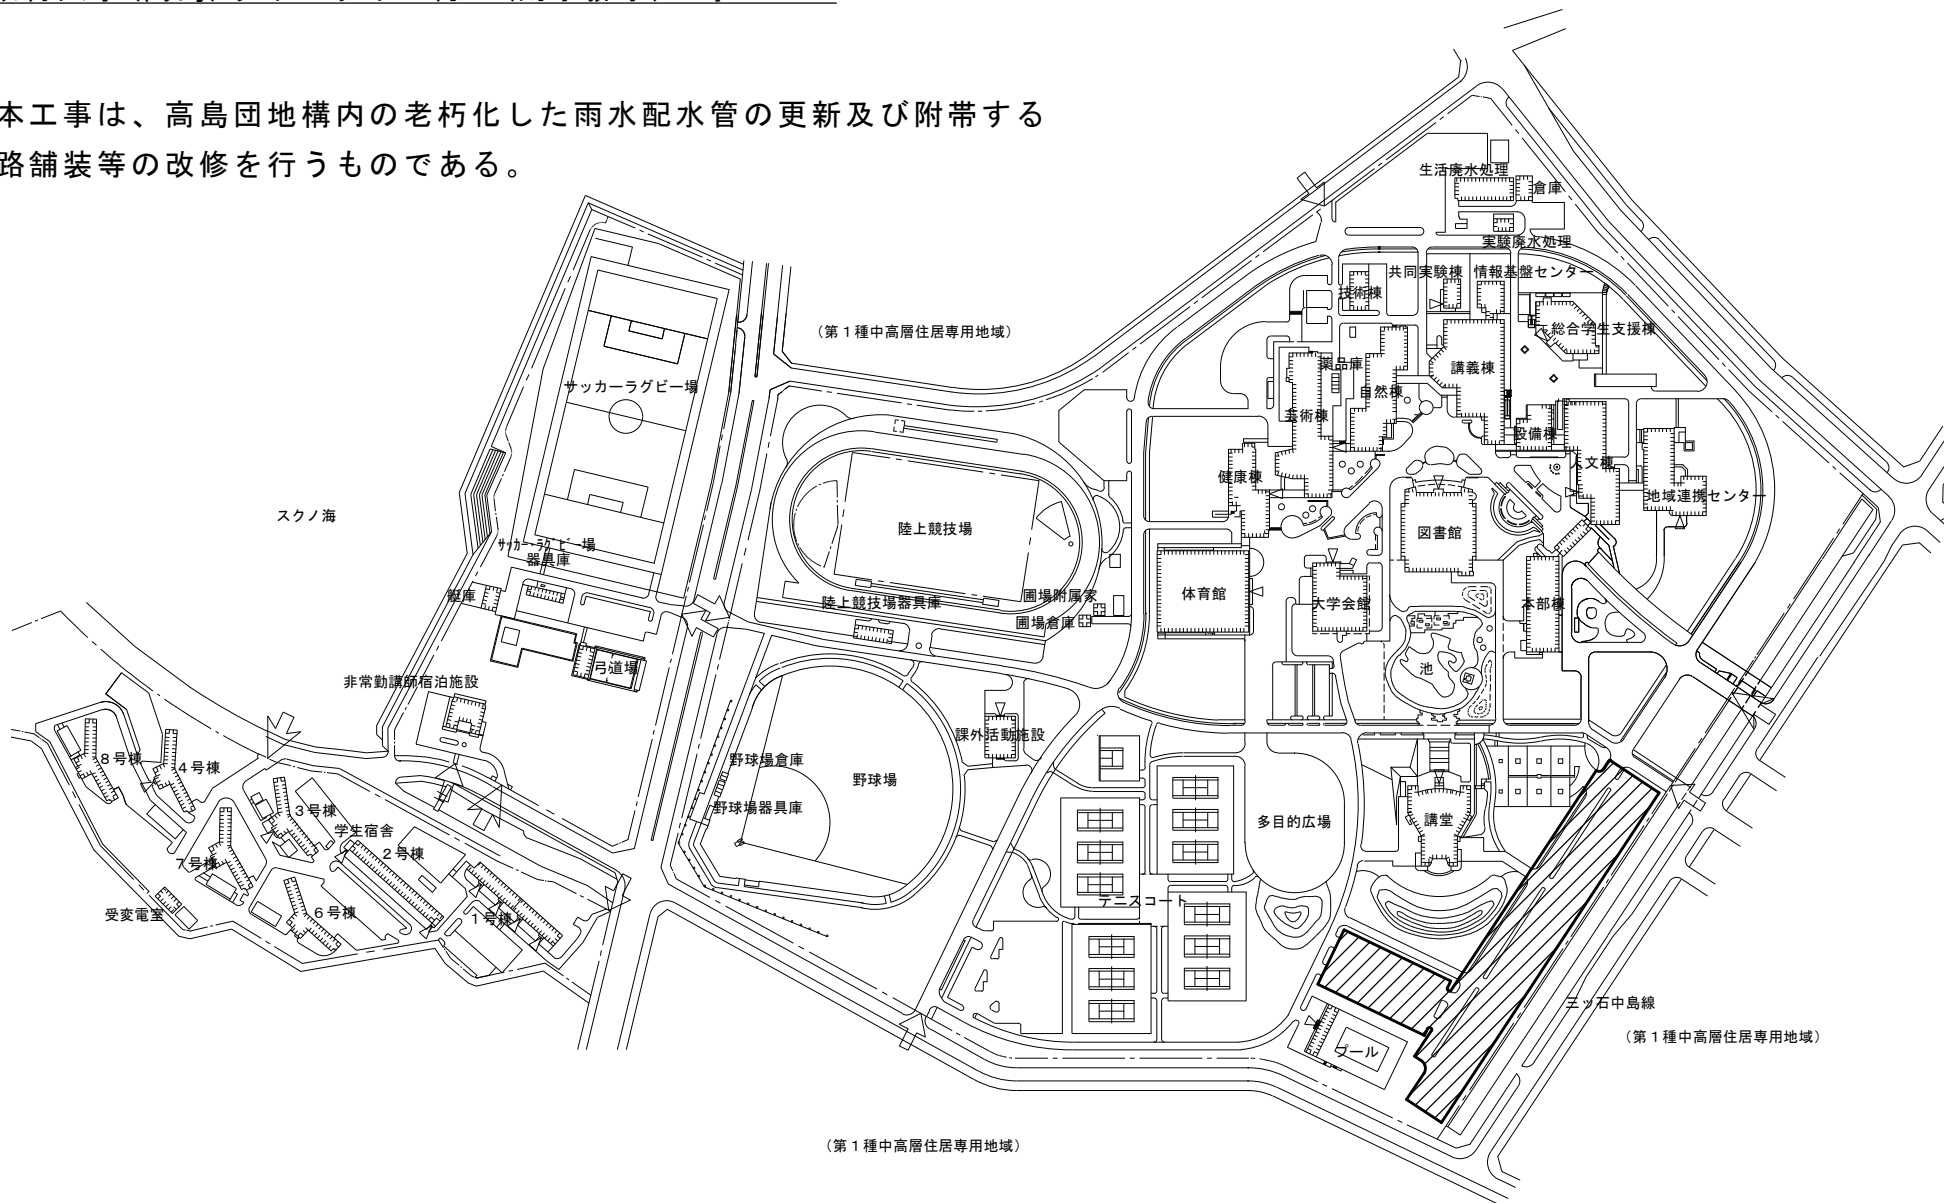 本工事は、高島団地構内の老朽化した雨水配水管の更新及び附帯する
路舗装等の改修を行うものである。
生活廃水処理
倉庫
実験廃水処理
共同実験棟
情報基盤センター
技術棟
(第１種中高層住居専用地域)
総合学生支援棟
薬品庫
講義棟
サッカーラグビー場
自然棟
芸術棟
設備棟
人文棟
健康棟
地域連携センター
スクノ海
陸上競技場
図書館
ｻｯｶｰ・ﾗｸﾞﾋﾞｰ場
器具庫
艇庫
陸上競技場器具庫
圃場附属家
圃場倉庫
体育館
大学会館
本部棟
弓道場
池
非常勤講師宿泊施設
課外活動施設
８号棟
４号棟
野球場倉庫
野球場
野球場器具庫
３号棟
学生宿舎
２号棟
多目的広場
講堂
７号棟
テニスコート
受変電室
６号棟
１号棟
三ッ石中島線
(第１種中高層住居専用地域)
プール
(第１種中高層住居専用地域)